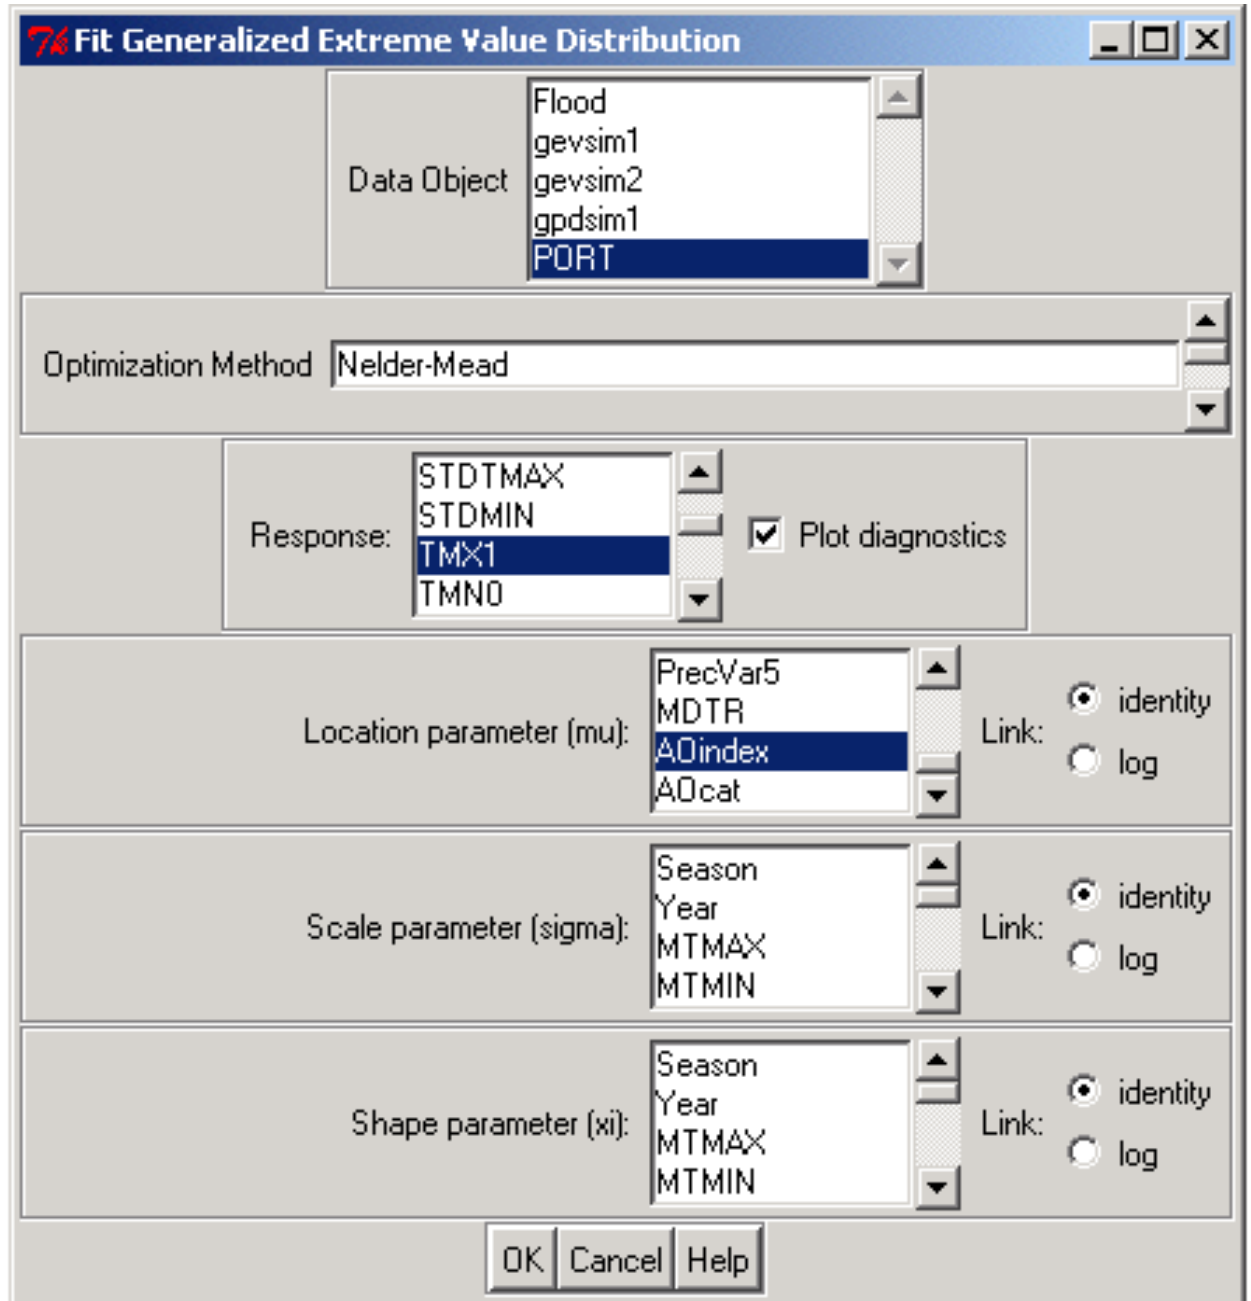 Fit Generalized Extreme Value Distribution
Data Object
Flood
gevsim1
gevsim2
gpdsim1
PORT
Optimization Method Nelder-Mead
Response:
STDTMAX
STDMIN
TMX1
TMN0
Plot diagnostics
Location parameter (mu):
PrecVar5
MDTR
AOindex
AOcat
Link:
identity
log
Scale parameter (sigma):
Season
Year
MTMAX
MTMIN
Link:
identity
log
Shape parameter (xi):
Season
Year
MTMAX
MTMIN
Link:
identity
log
OK Cancel Help